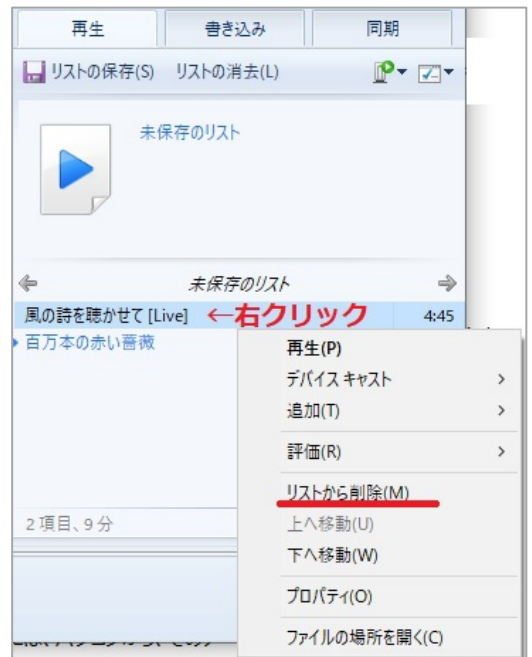 再生 書き込み 同期
リストの保存(S) リストの消去(L)
未保存のリスト
未保存のリスト
風の詩を聴かせて [Live] ←右クリック 4:45
百万本の赤い薔薇
再生(P)
デバイス キャスト
追加(T)
評価(R)
リストから削除(M)
2 項目、9 分
上へ移動(U)
下へ移動(W)
プロパティ(O)
ファイルの場所を開く(C)